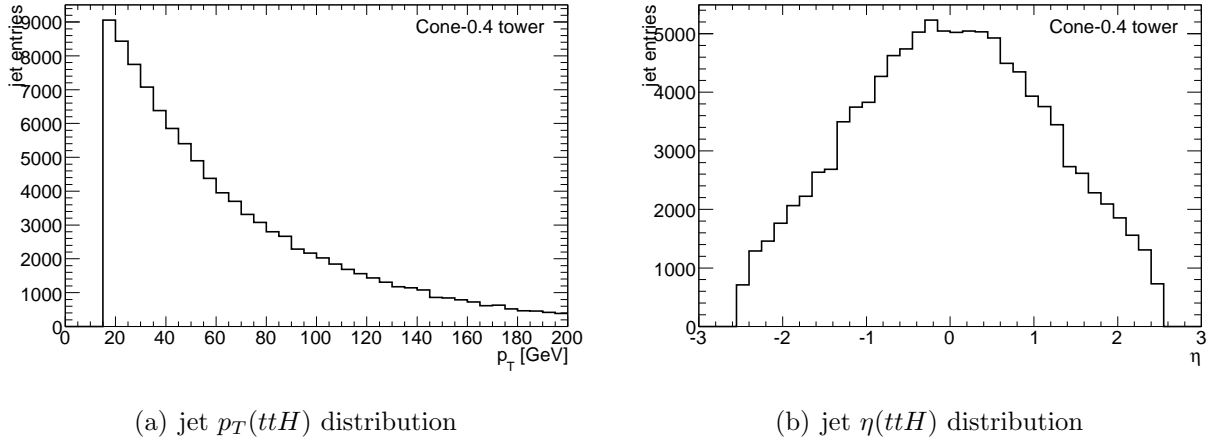 jet entries
Cone-0.4 tower
9000
8000
7000
6000
5000
4000
3000
2000
1000
0
0 20 40 60 80 100 120 140 160 180 200
p_T [GeV]
(a) jet p_T(ttH) distribution
jet entries
Cone-0.4 tower
5000
4000
3000
2000
1000
0
-3 -2 -1 0 1 2 3
η
(b) jet η(ttH) distribution